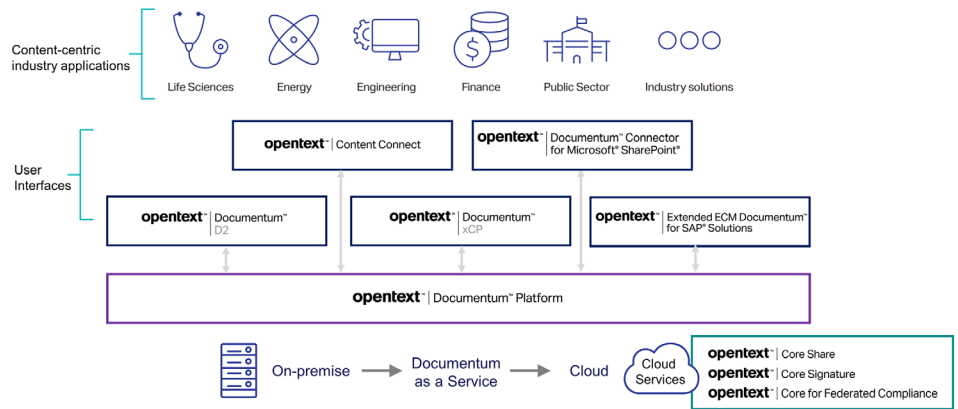 Content-centric
industry applications
Life Sciences
Energy
Engineering
Finance
Public Sector
Industry solutions
User
Interfaces
opentext™ | Content Connect
opentext™ | Documentum™ Connector
for Microsoft® SharePoint®
opentext™ | Documentum™
D2
opentext™ | Documentum™
xCP
opentext™ | Extended ECM Documentum™
for SAP® Solutions
opentext™ | Documentum™ Platform
On-premise
Documentum
as a Service
Cloud
Cloud
Services
opentext™ | Core Share
opentext™ | Core Signature
opentext™ | Core for Federated Compliance